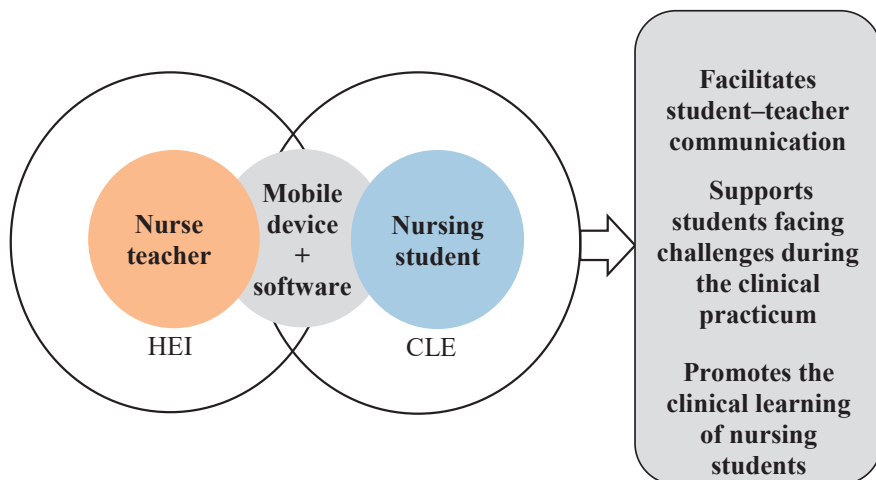 Nurse
teacher
Mobile
device
+
software
Nursing
student
HEI
CLE
Facilitates
student–teacher
communication
Supports
students facing
challenges during
the clinical
practicum
Promotes the
clinical learning
of nursing
students